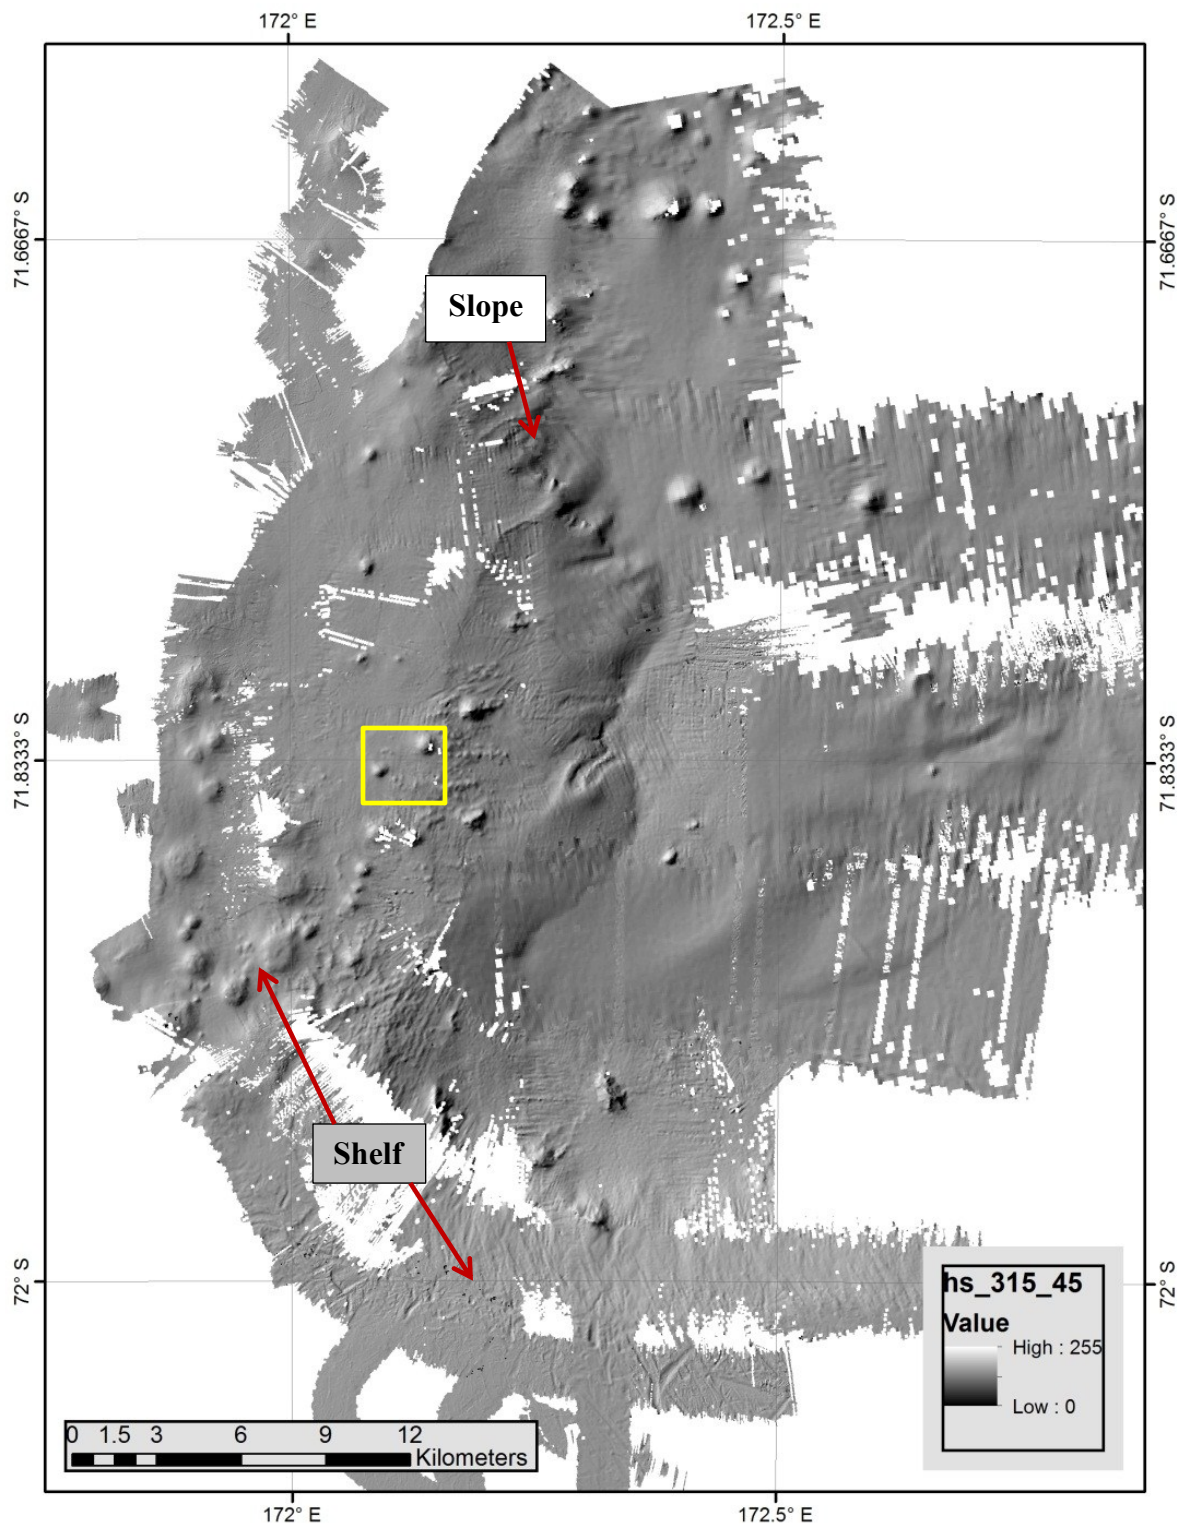 172° E 172.5° E
71.6667° S 71.6667° S
Slope
71.8333° S 71.8333° S
Shelf
72° S 72° S
hs_315_45
Value
High : 255
Low : 0
0 1.5 3 6 9 12
Kilometers
172° E 172.5° E